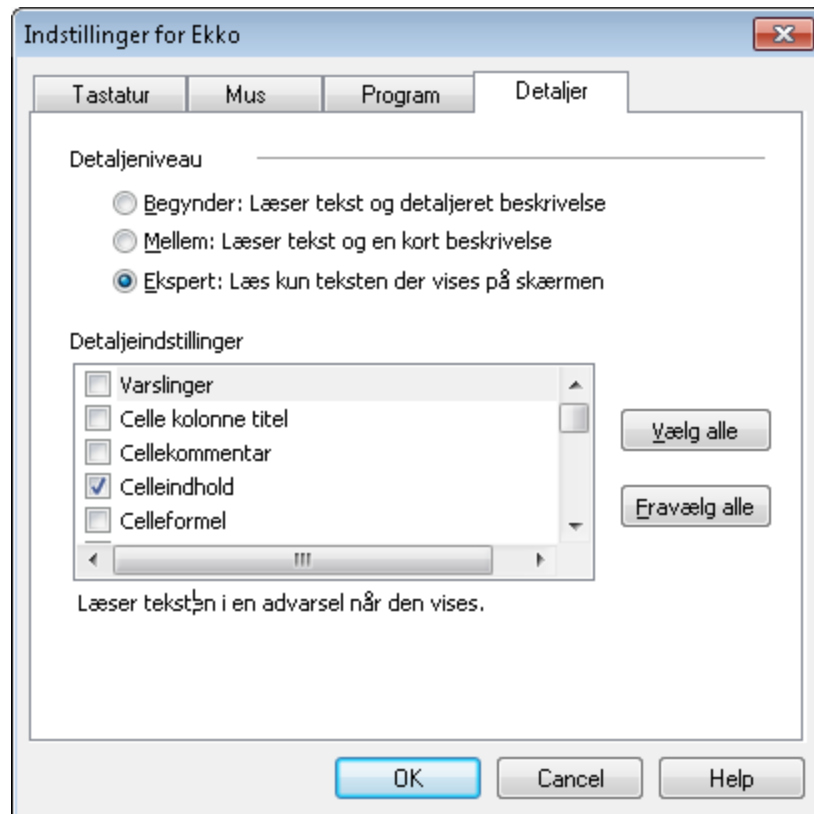 Indstillinger for Ekko
Tastatur Mus Program Detaljer
Detaljeniveau
Begynder: Læser tekst og detaljeret beskrivelse
Mellem: Læser tekst og en kort beskrivelse
Ekspert: Læs kun teksten der vises på skærmen
Detaljeindstillinger
Varslinger
Celle kolonne titel
Cellekommentar
Celleindhold
Celleformel
Vælg alle
Fravælg alle
Læser teksten i en advarsel når den vises.
OK Cancel Help